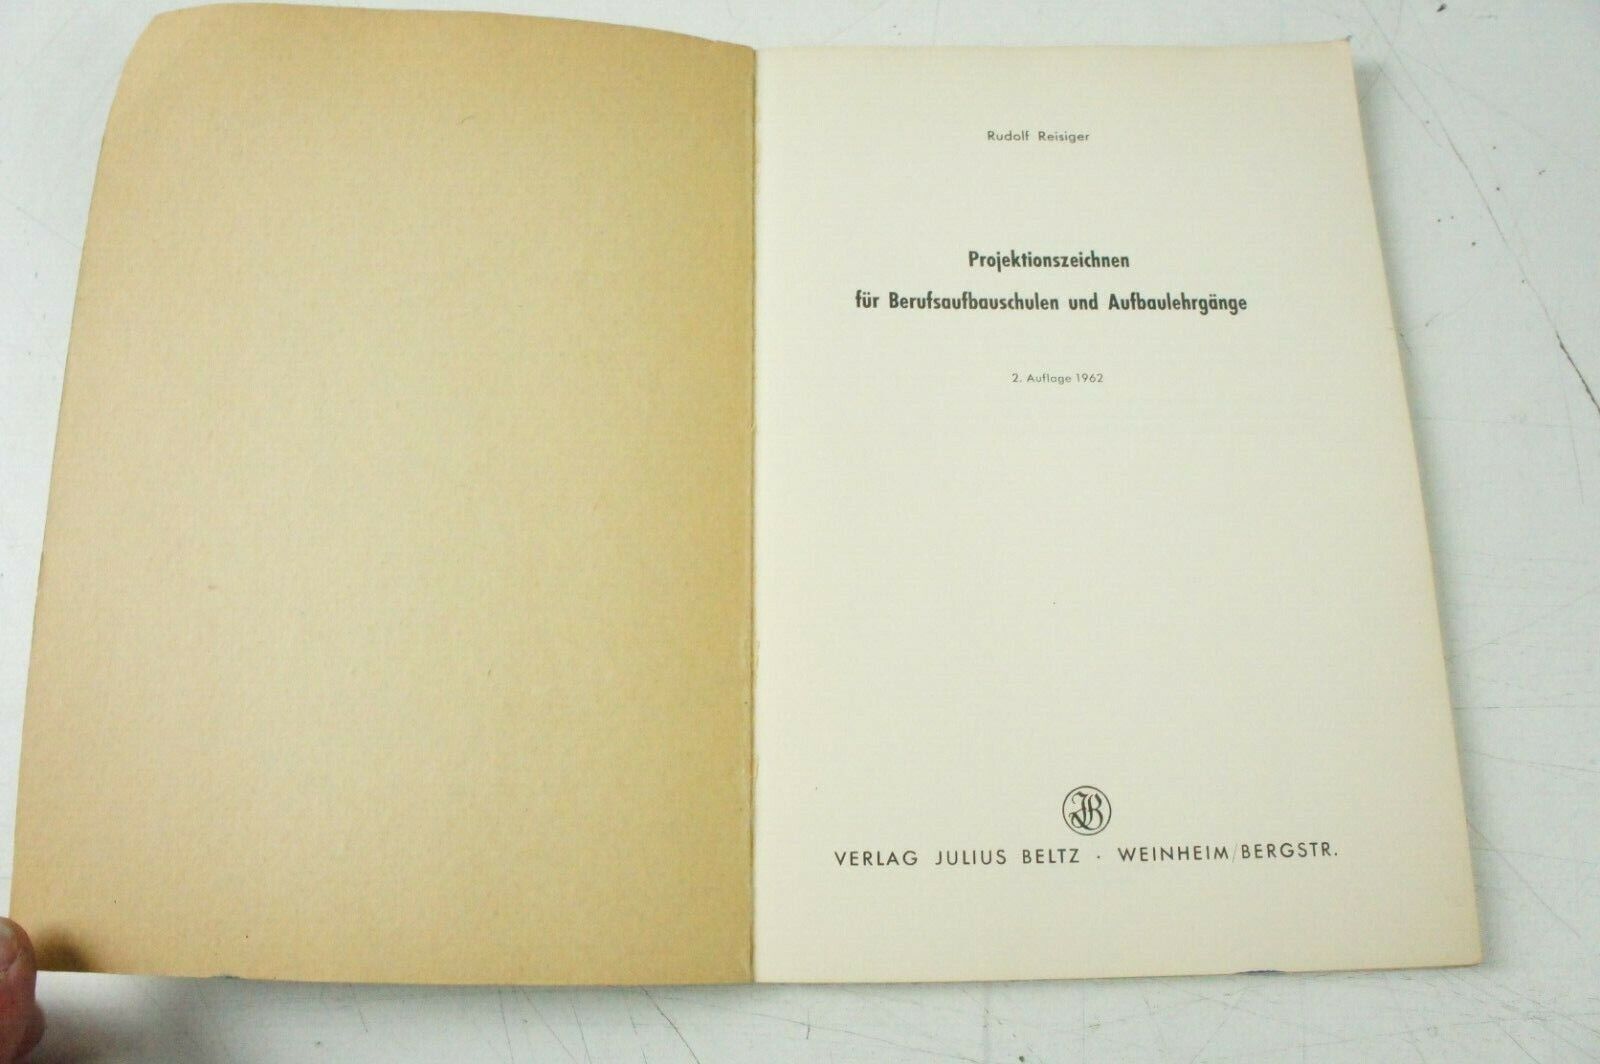 Rudolf Reisiger
Projektionszeichnen
für Berufsaufbauschulen und Aufbaulehrgänge
2. Auflage 1962
JB
VERLAG JULIUS BELTZ · WEINHEIM/BERGSTR.